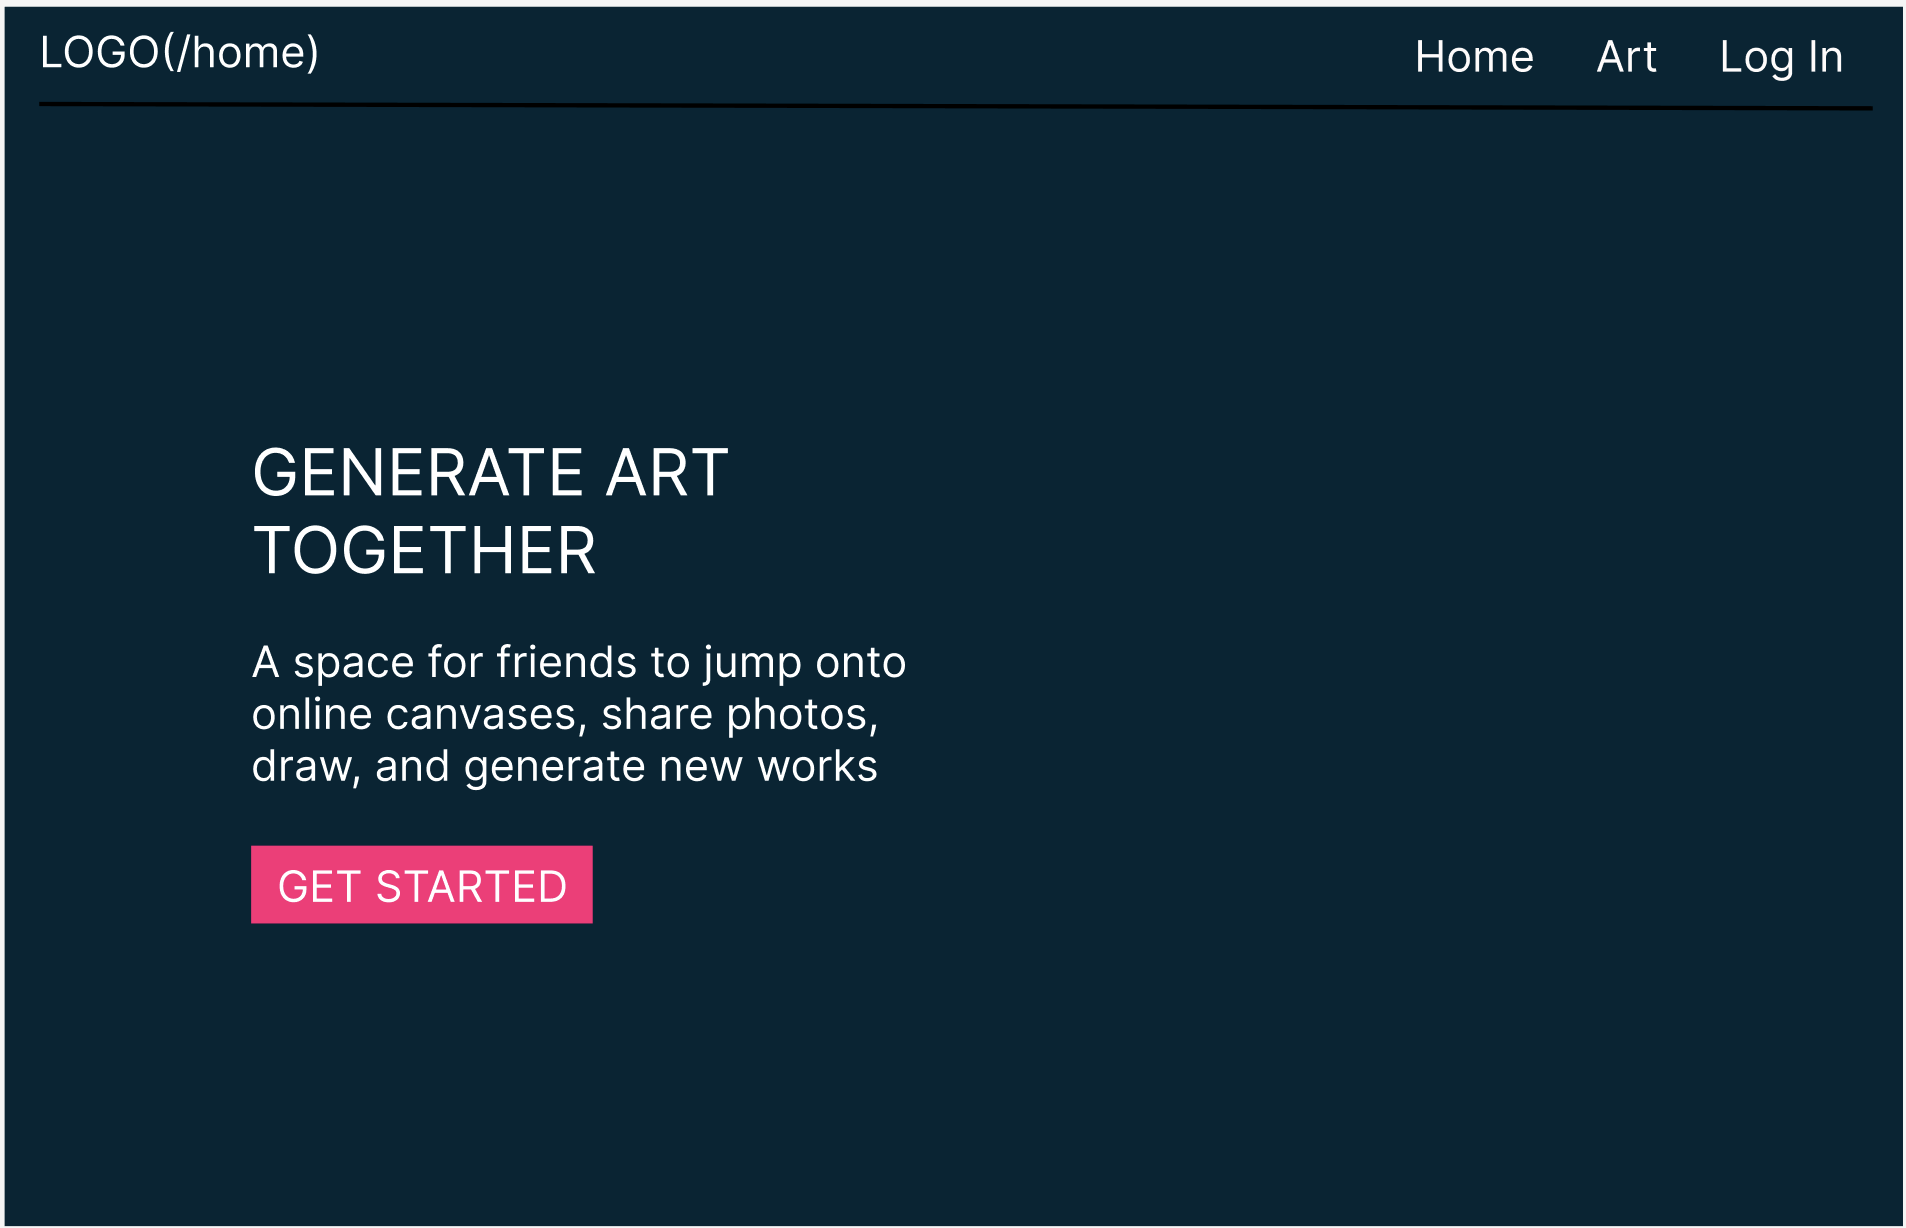 LOGO(/home)
Home Art Log In
GENERATE ART
TOGETHER
A space for friends to jump onto
online canvases, share photos,
draw, and generate new works
GET STARTED